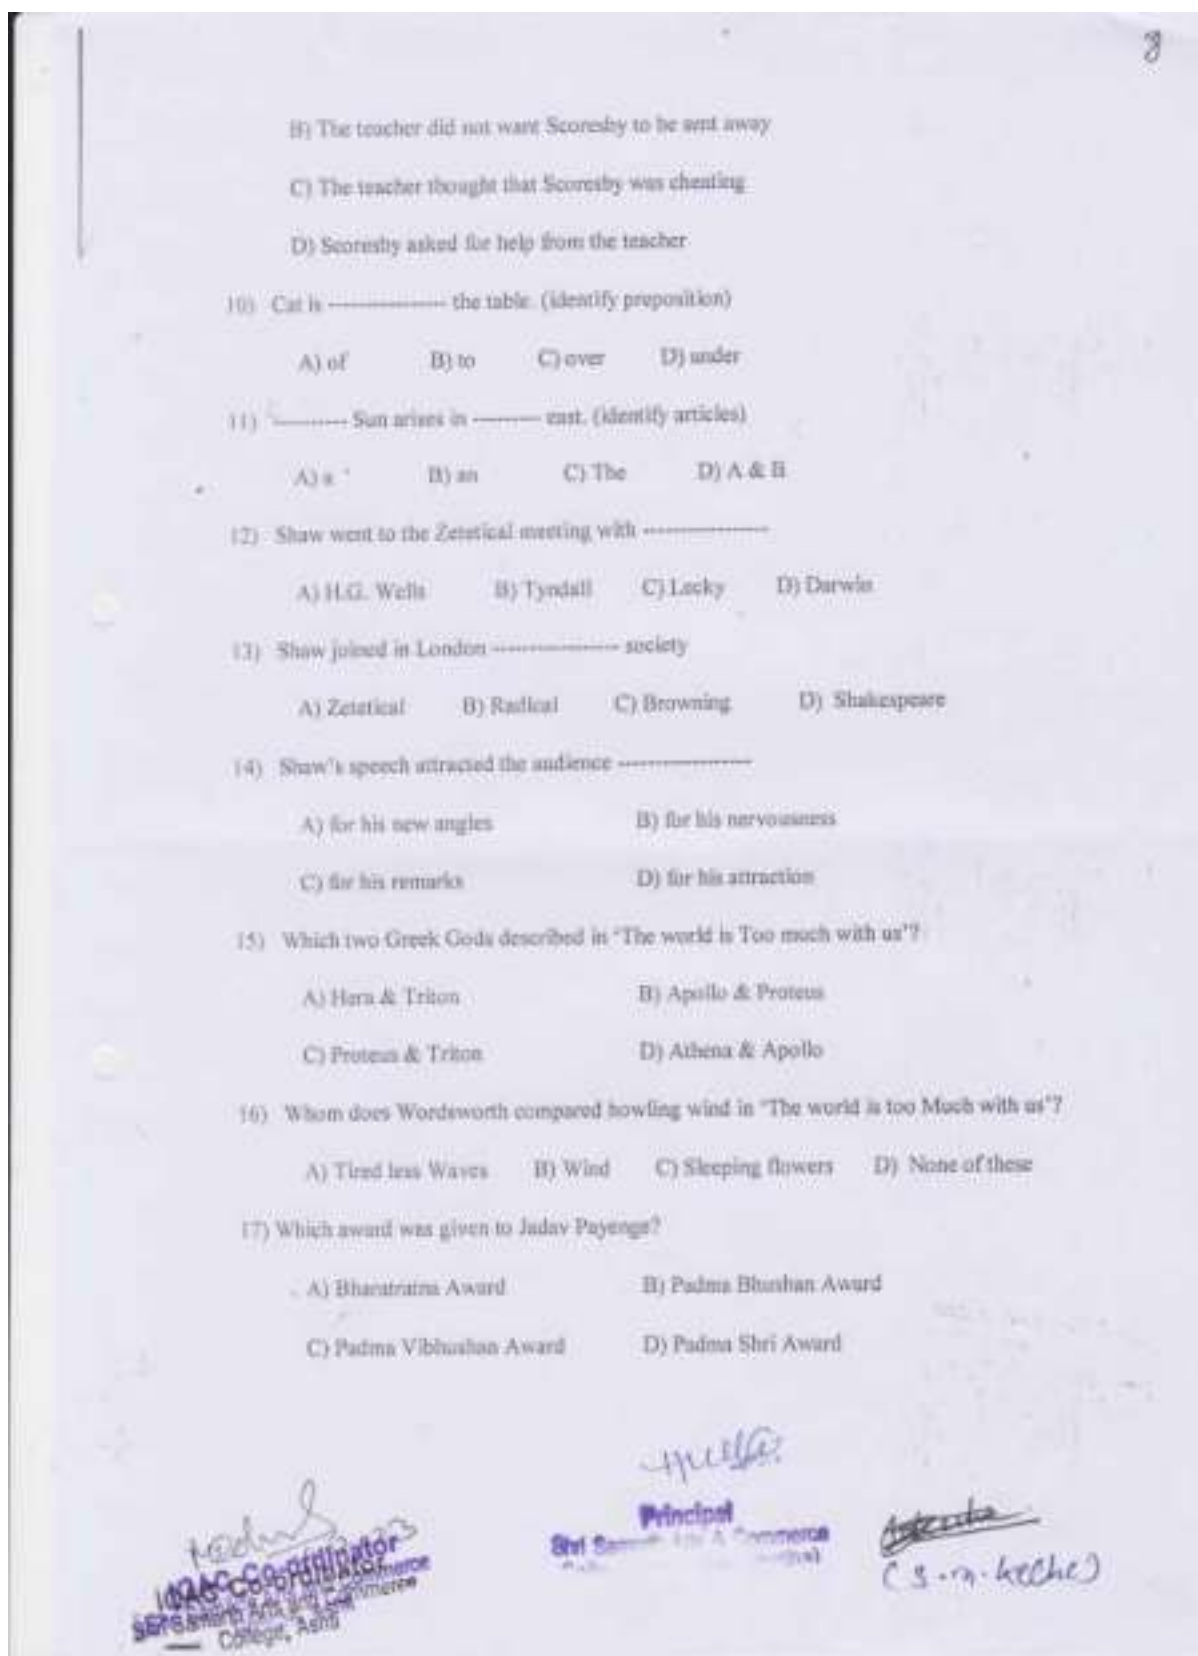 8
B) The teacher did not want Scoresby to be sent away
C) The teacher thought that Scoresby was cheating
D) Scoresby asked for help from the teacher
10) Cat is ----------------- the table. (identify preposition)
A) of B) to C) over D) under
11) ----------- Sun arises in ---------- east. (identify articles)
A) a B) an C) The D) A & B
12) Shaw went to the Zetetical meeting with ------------------
A) H.G. Wells B) Tyndall C) Lecky D) Darwin
13) Shaw joined in London ------------------ society
A) Zetetical B) Radical C) Browning D) Shakespeare
14) Shaw's speech attracted the audience -------------------
A) for his new angles B) for his nervousness
C) for his remarks D) for his attraction
15) Which two Greek Gods described in 'The world is Too much with us'?
A) Hera & Triton B) Apollo & Proteus
C) Proteus & Triton D) Athena & Apollo
16) Whom does Wordsworth compared howling wind in 'The world is too Much with us'?
A) Tired less Waves B) Wind C) Sleeping flowers D) None of these
17) Which award was given to Jadav Payenge?
A) Bharatratna Award B) Padma Bhushan Award
C) Padma Vibhushan Award D) Padma Shri Award
Principal
Shri Commerce
IQAC Co-ordinator
Arts and Commerce
College, Ashti